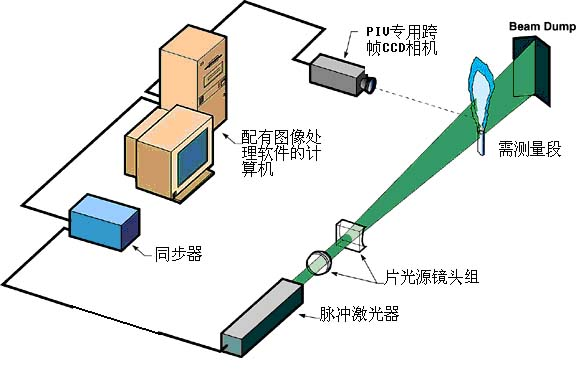 Beam Dump
PIV专用跨
帧CCD相机
配有图像处
理软件的计
算机
需测量段
同步器
片光源镜头组
脉冲激光器